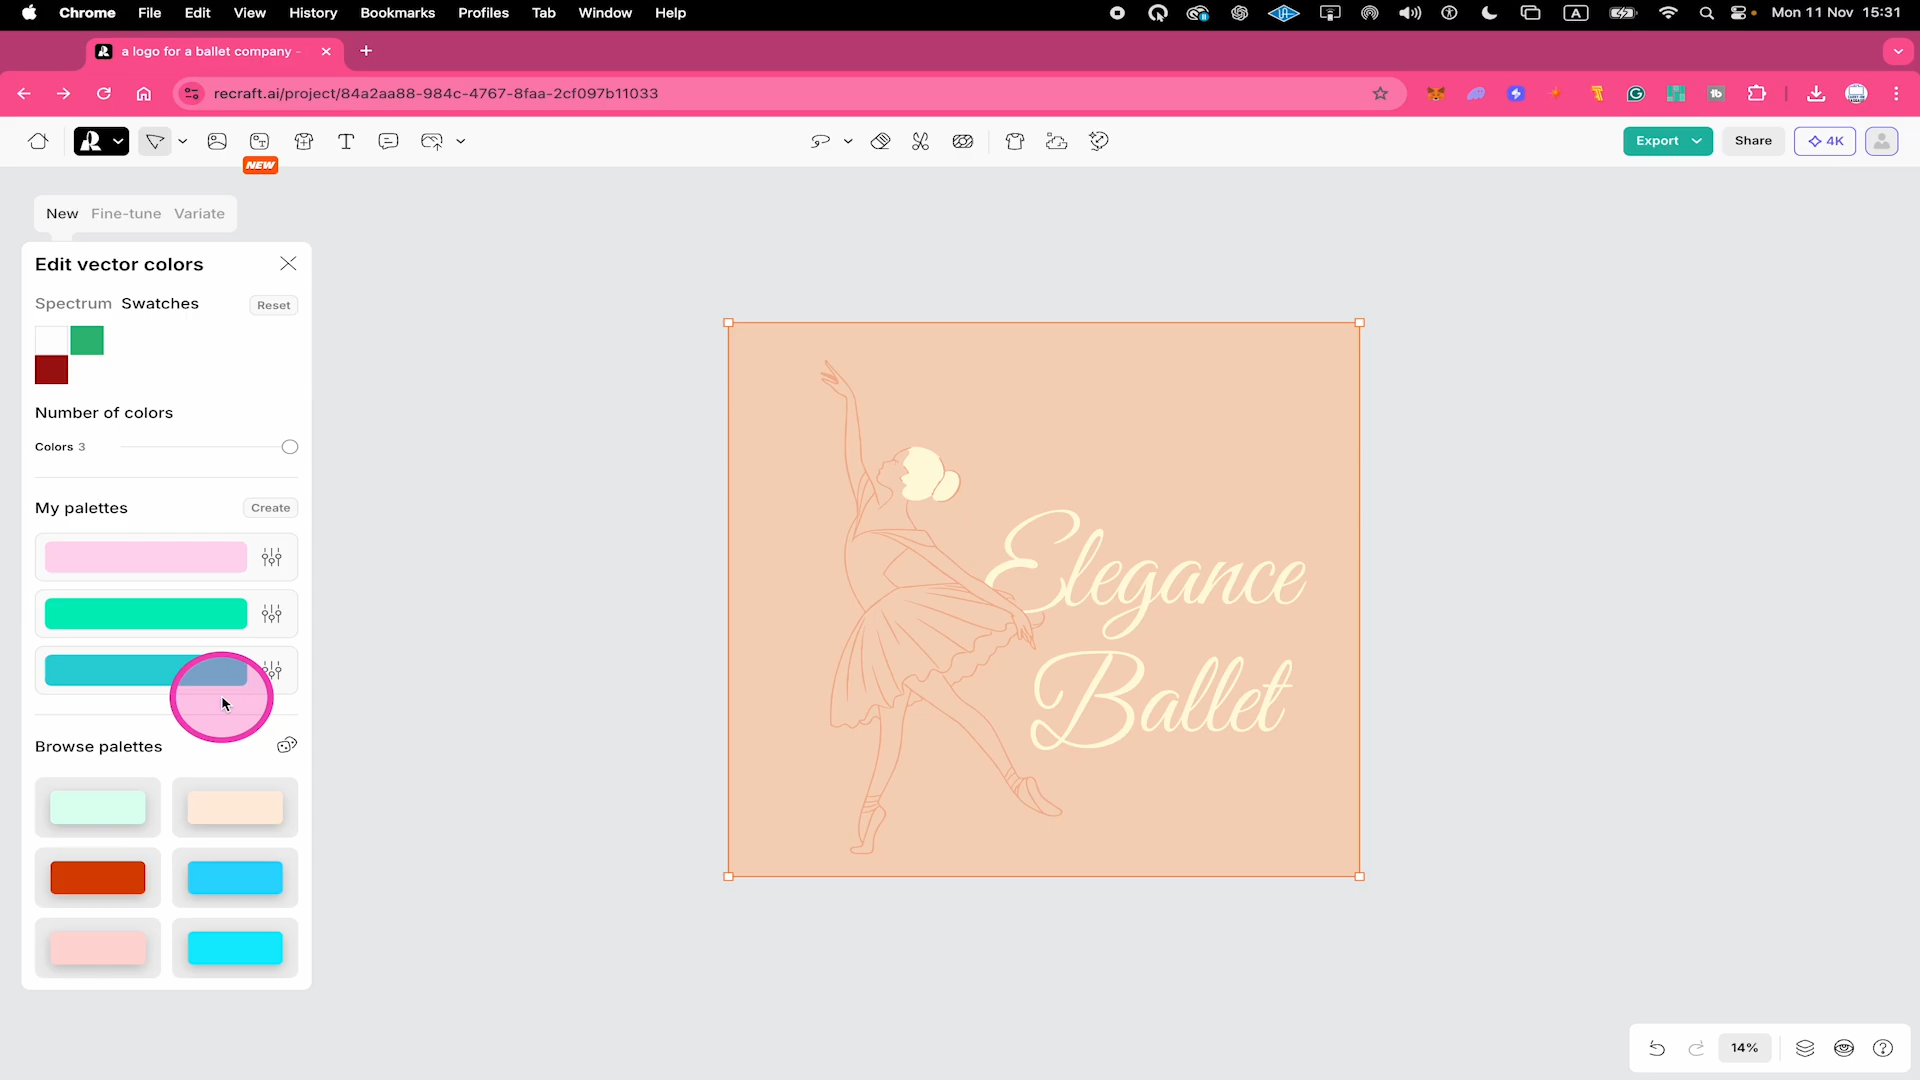 Chrome File Edit View History Bookmarks Profiles Tab Window Help
A Mon 11 Nov 15:31
a logo for a ballet company -
recraft.ai/project/84a2aa88-984c-4767-8faa-2cf097b11033
NEW
Export Share 4K
New Fine-tune Variate
Edit vector colors
Spectrum Swatches Reset
Number of colors
Colors 3
My palettes Create
Browse palettes
Elegance
Ballet
14%